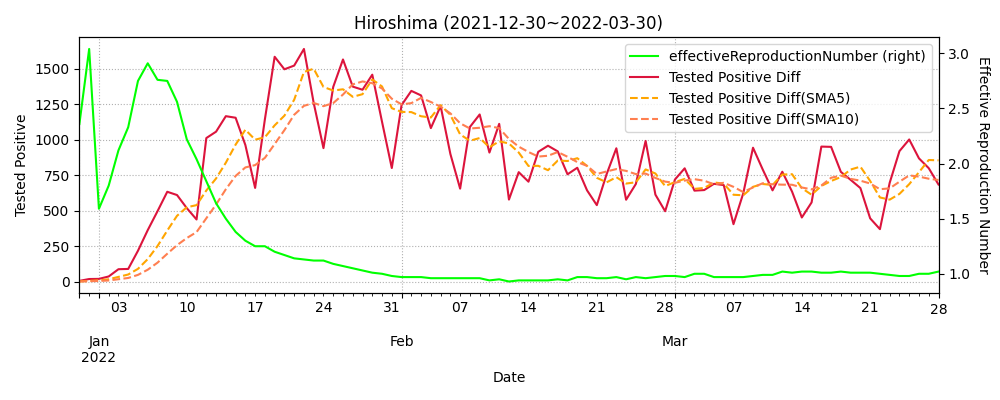 Hiroshima (2021-12-30~2022-03-30)
effectiveReproductionNumber (right)
Tested Positive Diff
Tested Positive Diff(SMA5)
Tested Positive Diff(SMA10)
Tested Positive
1500
1250
1000
750
500
250
0
Effective Reproduction Number
3.0
2.5
2.0
1.5
1.0
03 10 17 24 31 07 14 21 28 07 14 21 28
Jan Feb Mar
2022
Date